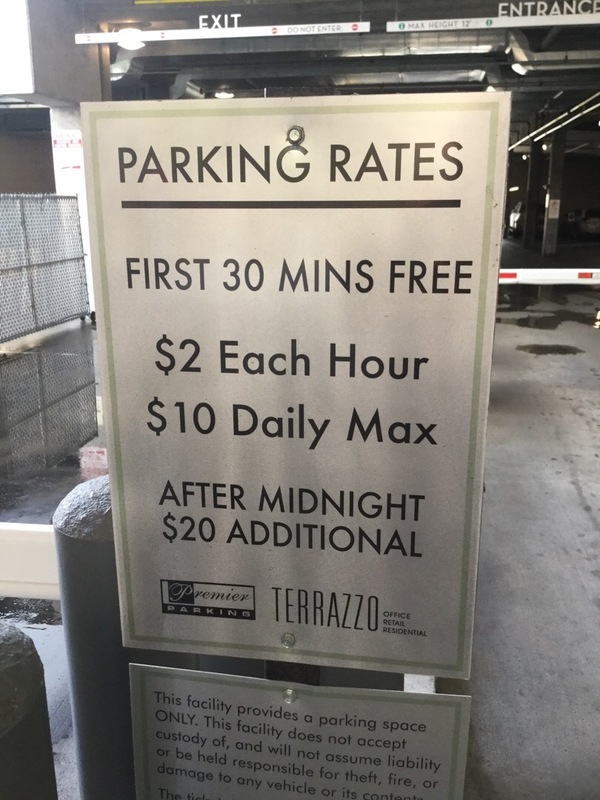 EXIT
DO NOT ENTER
MAX HEIGHT 12'
ENTRANCE
PARKING RATES
FIRST 30 MINS FREE
$2 Each Hour
$10 Daily Max
AFTER MIDNIGHT
$20 ADDITIONAL
Premier
PARKING
TERRAZZO
OFFICE
RETAIL
RESIDENTIAL
This facility provides a parking space
ONLY. This facility does not accept
custody of, and will not assume liability
or be held responsible for theft, fire, or
damage to any vehicle or its contents
The